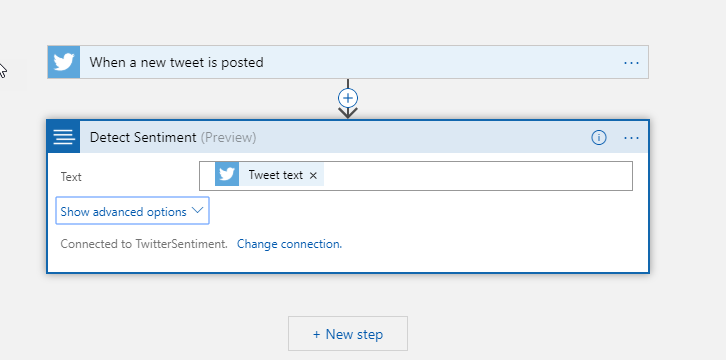 When a new tweet is posted ...
Detect Sentiment (Preview) ...
Text Tweet text ×
Show advanced options
Connected to TwitterSentiment. Change connection.
+ New step